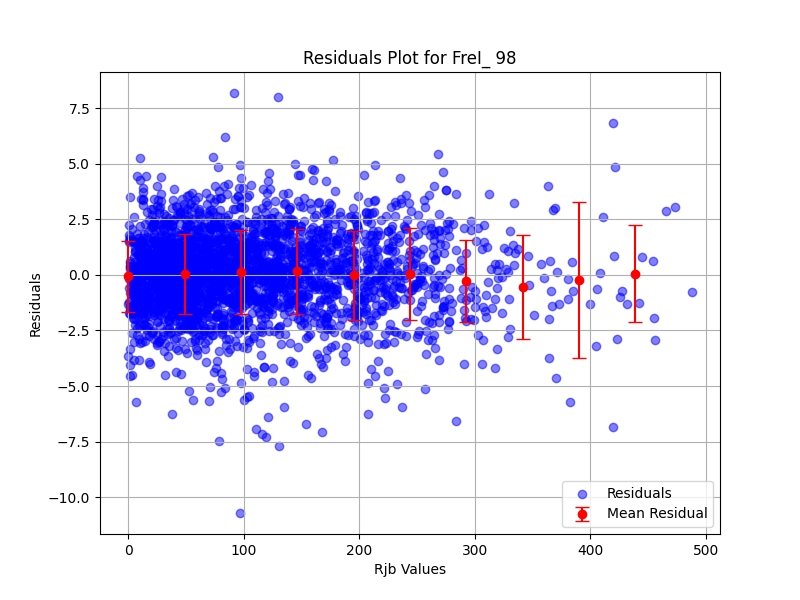 Residuals Plot for FreI_ 98
Residuals
7.5
5.0
2.5
0.0
−2.5
−5.0
−7.5
−10.0
0 100 200 300 400 500
Rjb Values
Residuals
Mean Residual